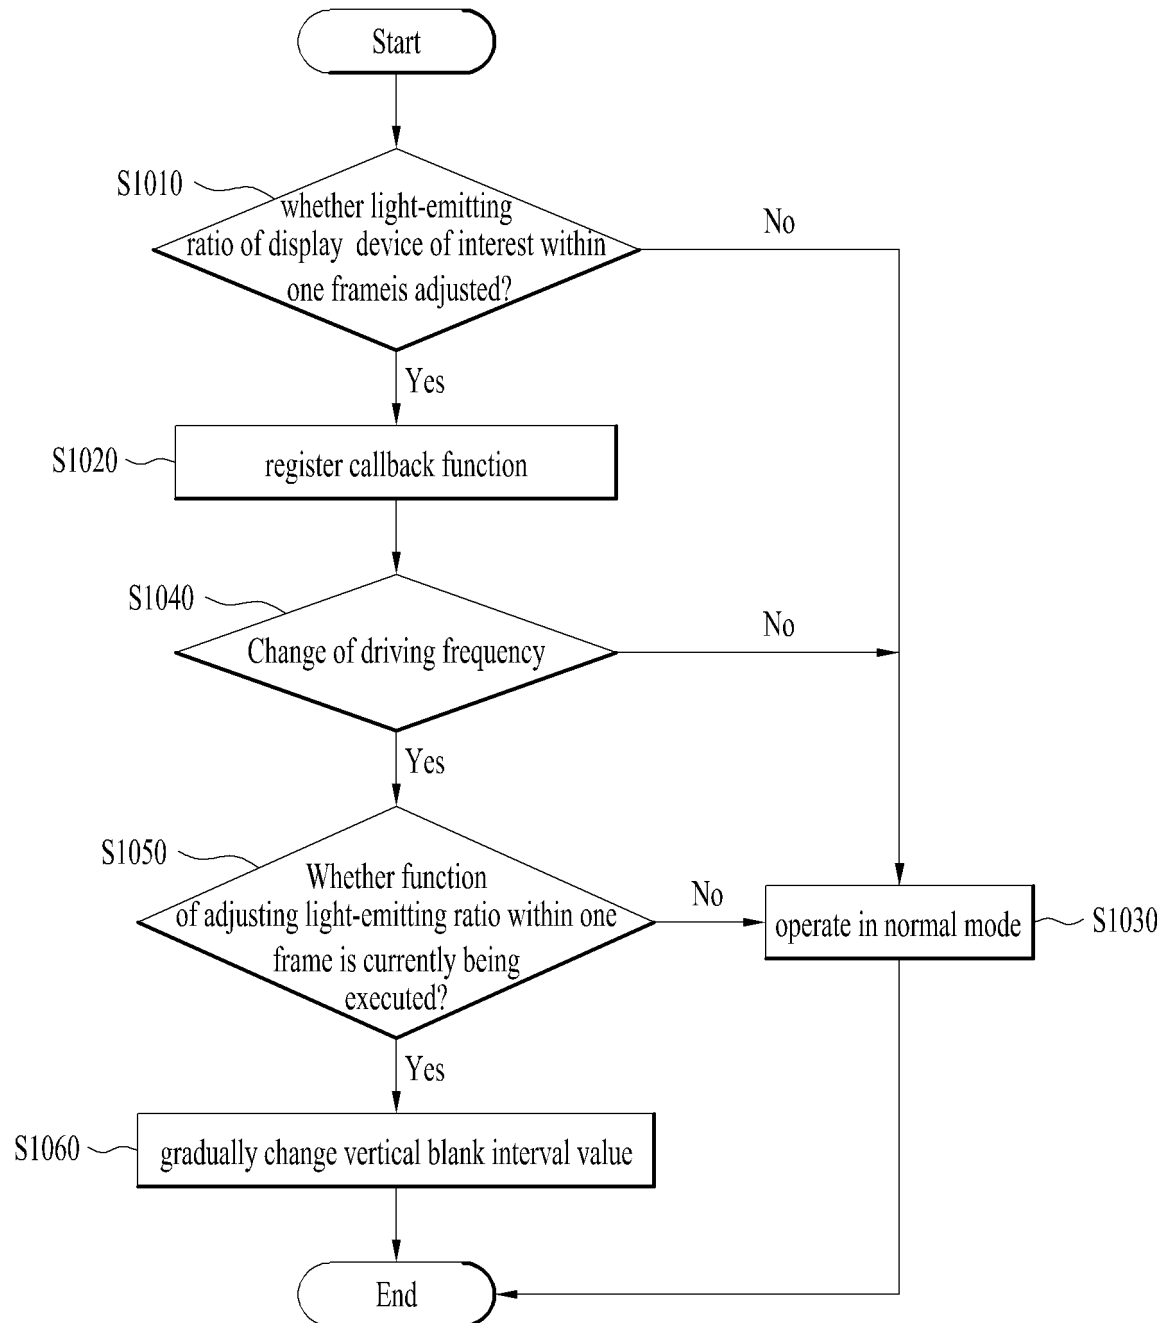 Start
S1010
whether light-emitting
ratio of display device of interest within
one frameis adjusted?
No
Yes
S1020
register callback function
S1040
Change of driving frequency
No
Yes
S1050
Whether function
of adjusting light-emitting ratio within one
frame is currently being
executed?
No
operate in normal mode
S1030
Yes
S1060
gradually change vertical blank interval value
End